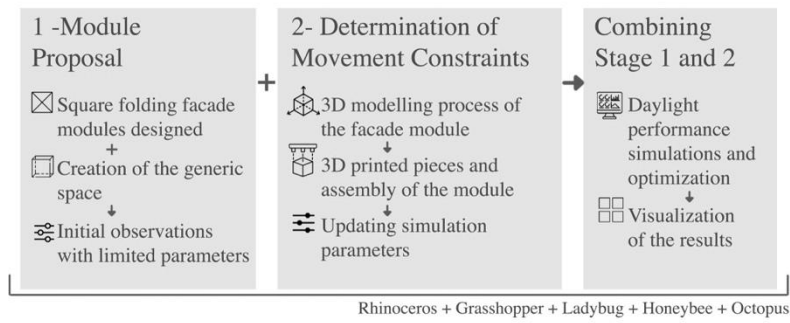 1 -Module
Proposal
Square folding facade
modules designed
+
Creation of the generic
space
Initial observations
with limited parameters
+
2- Determination of
Movement Constraints
3D modelling process of
the facade module
3D printed pieces and
assembly of the module
Updating simulation
parameters
Combining
Stage 1 and 2
Daylight
performance
simulations and
optimization
Visualization
of the results
Rhinoceros + Grasshopper + Ladybug + Honeybee + Octopus